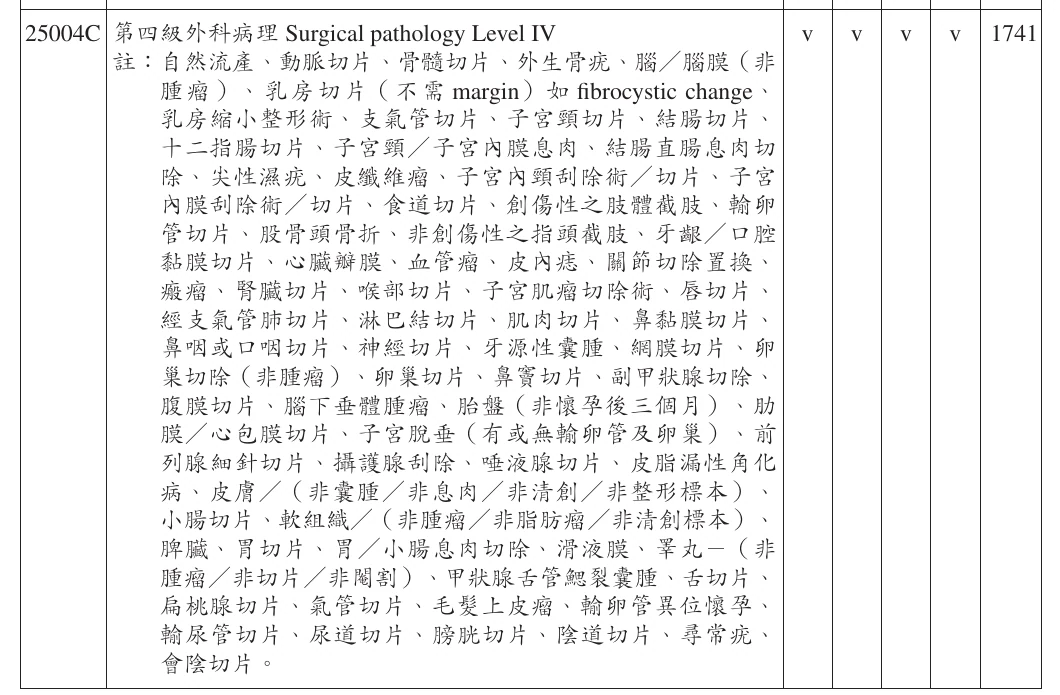 25004C 第四級外科病理 Surgical pathology Level IV v v v v 1741
註：自然流產、動脈切片、骨髓切片、外生骨疣、腦／腦膜（非
腫瘤）、乳房切片（不需 margin）如 fibrocystic change、
乳房縮小整形術、支氣管切片、子宮頸切片、結腸切片、
十二指腸切片、子宮頸／子宮內膜息肉、結腸直腸息肉切
除、尖性濕疣、皮纖維瘤、子宮內頸刮除術／切片、子宮
內膜刮除術／切片、食道切片、創傷性之肢體截肢、輸卵
管切片、股骨頭骨折、非創傷性之指頭截肢、牙齦／口腔
黏膜切片、心臟瓣膜、血管瘤、皮內痣、關節切除置換、
瘢瘤、腎臟切片、喉部切片、子宮肌瘤切除術、唇切片、
經支氣管肺切片、淋巴結切片、肌肉切片、鼻黏膜切片、
鼻咽或口咽切片、神經切片、牙源性囊腫、網膜切片、卵
巢切除（非腫瘤）、卵巢切片、鼻竇切片、副甲狀腺切除、
腹膜切片、腦下垂體腫瘤、胎盤（非懷孕後三個月）、肋
膜／心包膜切片、子宮脫垂（有或無輸卵管及卵巢）、前
列腺細針切片、攝護腺刮除、唾液腺切片、皮脂漏性角化
病、皮膚／（非囊腫／非息肉／非清創／非整形標本）、
小腸切片、軟組織／（非腫瘤／非脂肪瘤／非清創標本）、
脾臟、胃切片、胃／小腸息肉切除、滑液膜、睪丸－（非
腫瘤／非切片／非閹割）、甲狀腺舌管鰓裂囊腫、舌切片、
扁桃腺切片、氣管切片、毛髮上皮瘤、輸卵管異位懷孕、
輸尿管切片、尿道切片、膀胱切片、陰道切片、尋常疣、
會陰切片。